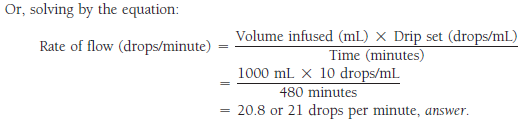 Or, solving by the equation:
Rate of flow (drops/minute) = Volume infused (mL) × Drip set (drops/mL)
Time (minutes)
= 1000 mL × 10 drops/mL
480 minutes
= 20.8 or 21 drops per minute, answer.